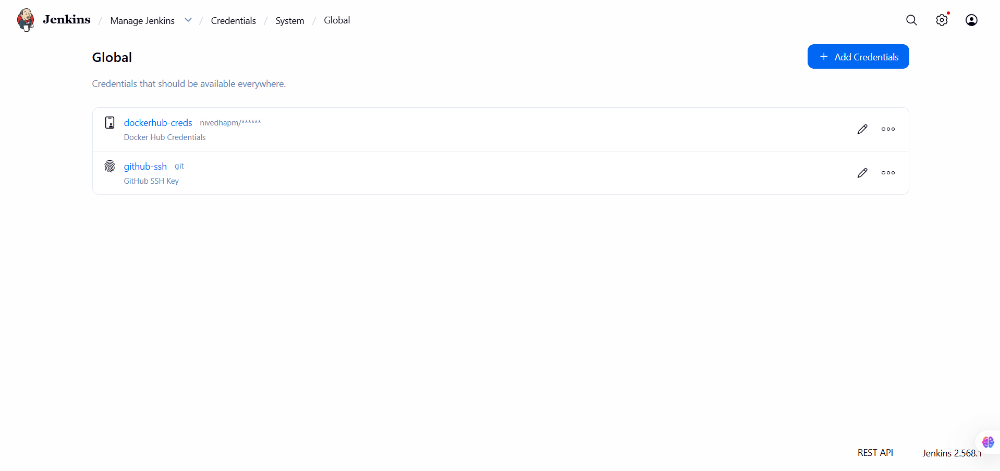 Jenkins / Manage Jenkins / Credentials / System / Global
Global
+ Add Credentials
Credentials that should be available everywhere.
dockerhub-creds nivedhapm/******
Docker Hub Credentials
github-ssh git
GitHub SSH Key
REST API Jenkins 2.568.1